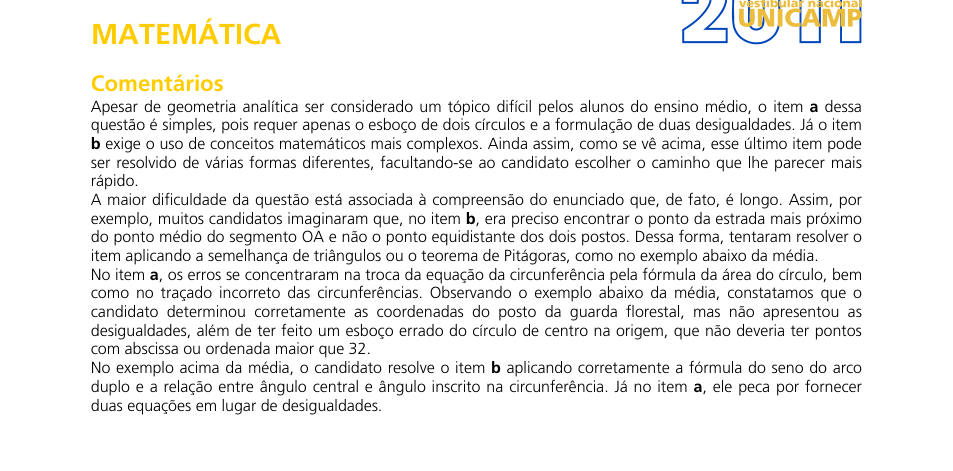 2011
vestibular nacional
UNICAMP
MATEMÁTICA
Comentários
Apesar de geometria analítica ser considerado um tópico difícil pelos alunos do ensino médio, o item a dessa
questão é simples, pois requer apenas o esboço de dois círculos e a formulação de duas desigualdades. Já o item
b exige o uso de conceitos matemáticos mais complexos. Ainda assim, como se vê acima, esse último item pode
ser resolvido de várias formas diferentes, facultando-se ao candidato escolher o caminho que lhe parecer mais
rápido.
A maior dificuldade da questão está associada à compreensão do enunciado que, de fato, é longo. Assim, por
exemplo, muitos candidatos imaginaram que, no item b, era preciso encontrar o ponto da estrada mais próximo
do ponto médio do segmento OA e não o ponto equidistante dos dois postos. Dessa forma, tentaram resolver o
item aplicando a semelhança de triângulos ou o teorema de Pitágoras, como no exemplo abaixo da média.
No item a, os erros se concentraram na troca da equação da circunferência pela fórmula da área do círculo, bem
como no traçado incorreto das circunferências. Observando o exemplo abaixo da média, constatamos que o
candidato determinou corretamente as coordenadas do posto da guarda florestal, mas não apresentou as
desigualdades, além de ter feito um esboço errado do círculo de centro na origem, que não deveria ter pontos
com abscissa ou ordenada maior que 32.
No exemplo acima da média, o candidato resolve o item b aplicando corretamente a fórmula do seno do arco
duplo e a relação entre ângulo central e ângulo inscrito na circunferência. Já no item a, ele peca por fornecer
duas equações em lugar de desigualdades.